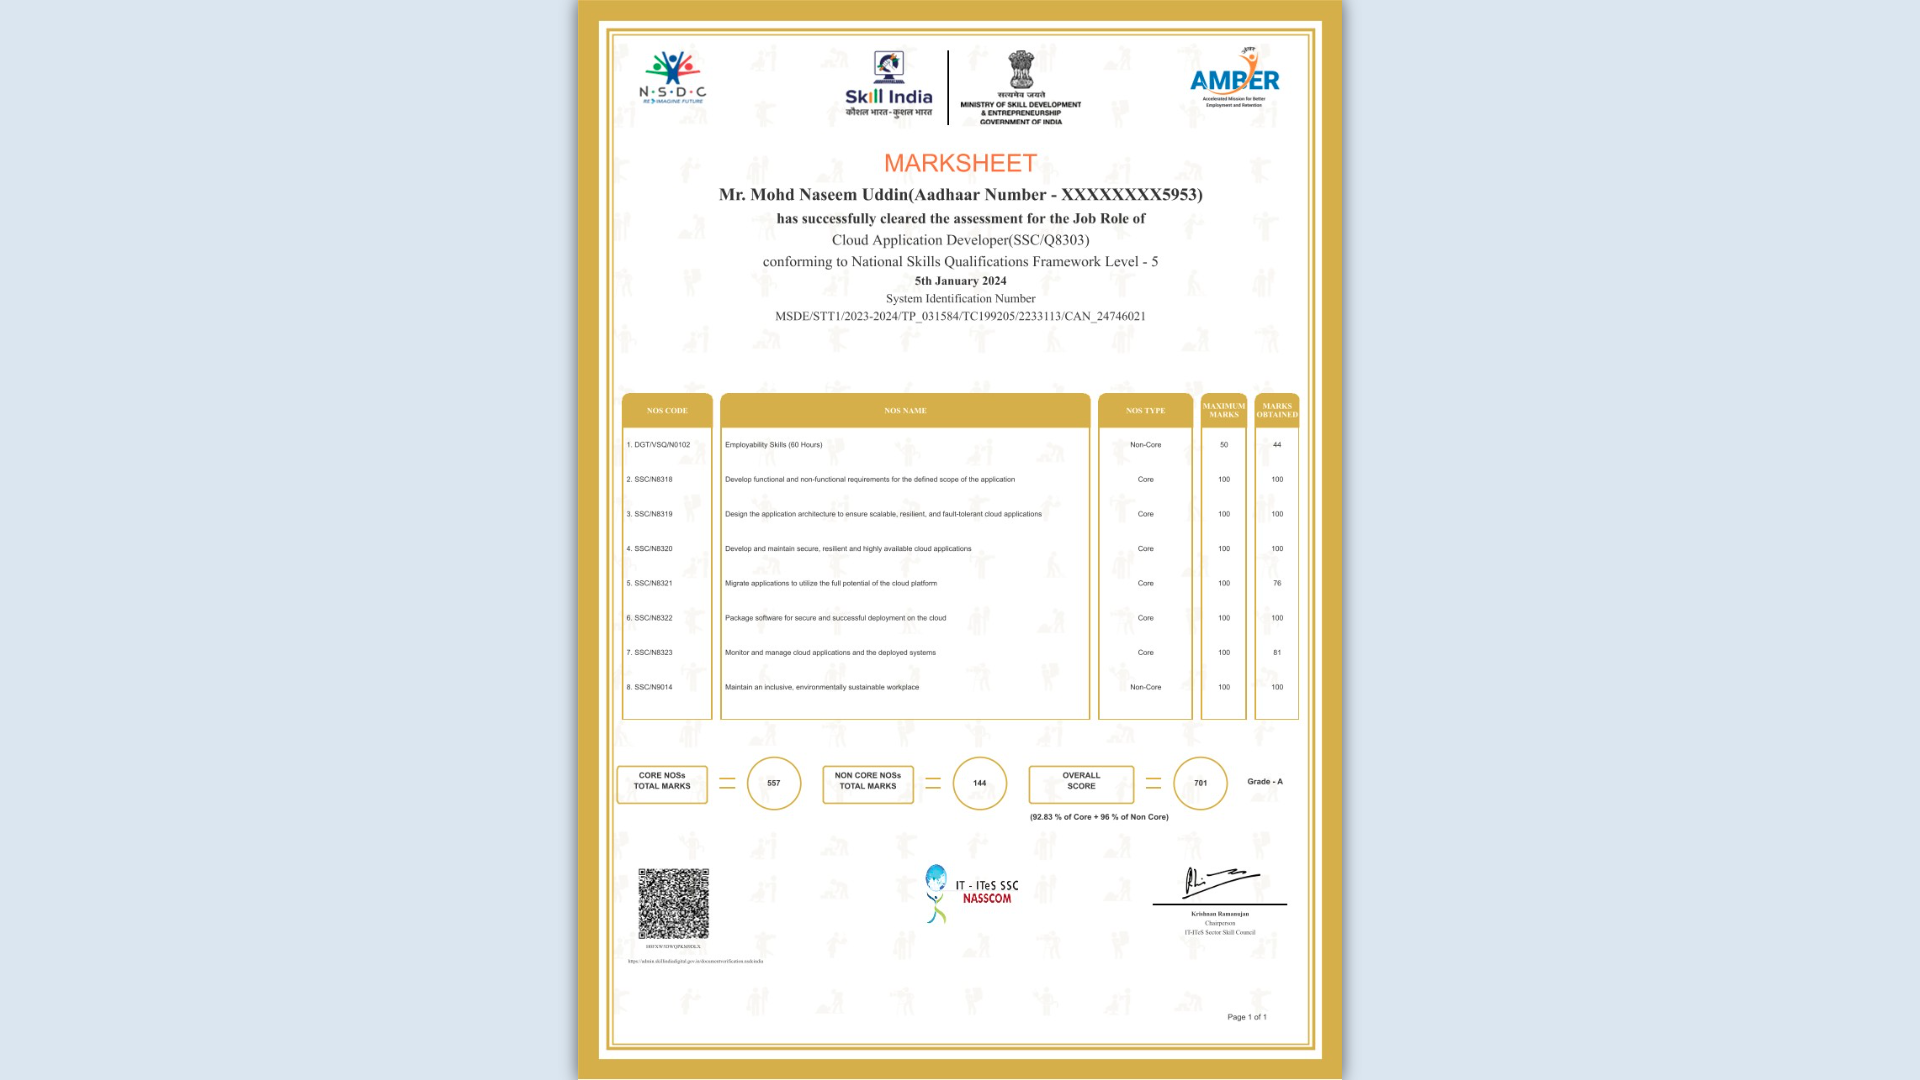 N·S·D·C
RE IMAGINE FUTURE
Skill India
कौशल भारत-कुशल भारत
सत्यमेव जयते
MINISTRY OF SKILL DEVELOPMENT
& ENTREPRENEURSHIP
GOVERNMENT OF INDIA
AMBER
Accelerated Mission for Better
Employment and Retention
MARKSHEET
Mr. Mohd Naseem Uddin(Aadhaar Number - XXXXXXXX5953)
has successfully cleared the assessment for the Job Role of
Cloud Application Developer(SSC/Q8303)
conforming to National Skills Qualifications Framework Level - 5
5th January 2024
System Identification Number
MSDE/STT1/2023-2024/TP_031584/TC199205/2233113/CAN_24746021
NOS CODE NOS NAME NOS TYPE MAXIMUM MARKS MARKS OBTAINED
1. DGT/VSQ/N0102 Employability Skills (60 Hours) Non-Core 50 44
2. SSC/N8318 Develop functional and non-functional requirements for the defined scope of the application Core 100 100
3. SSC/N8319 Design the application architecture to ensure scalable, resilient, and fault-tolerant cloud applications Core 100 100
4. SSC/N8320 Develop and maintain secure, resilient and highly available cloud applications Core 100 100
5. SSC/N8321 Migrate applications to utilize the full potential of the cloud platform Core 100 76
6. SSC/N8322 Package software for secure and successful deployment on the cloud Core 100 100
7. SSC/N8323 Monitor and manage cloud applications and the deployed systems Core 100 81
8. SSC/N9014 Maintain an inclusive, environmentally sustainable workplace Non-Core 100 100
CORE NOSs
TOTAL MARKS
= 557
NON CORE NOSs
TOTAL MARKS
= 144
OVERALL
SCORE
= 701
Grade - A
(92.83 % of Core + 96 % of Non Core)
IT - ITeS SSC
NASSCOM
Krishnan Ramanujan
Chairperson
IT-ITeS Sector Skill Council
Page 1 of 1